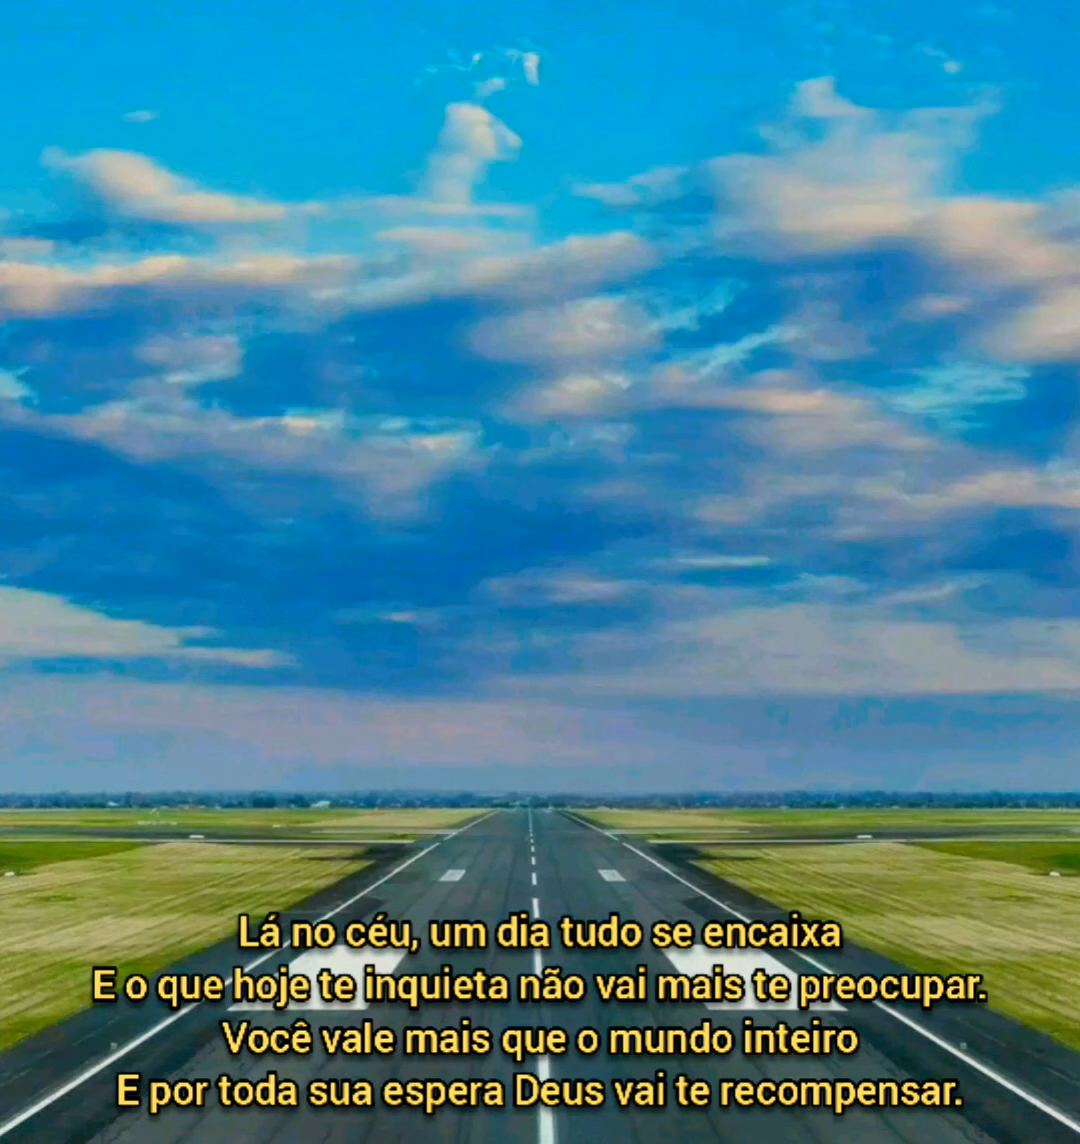 Lá no céu, um dia tudo se encaixa
E o que hoje te inquieta não vai mais te preocupar.
Você vale mais que o mundo inteiro
E por toda sua espera Deus vai te recompensar.